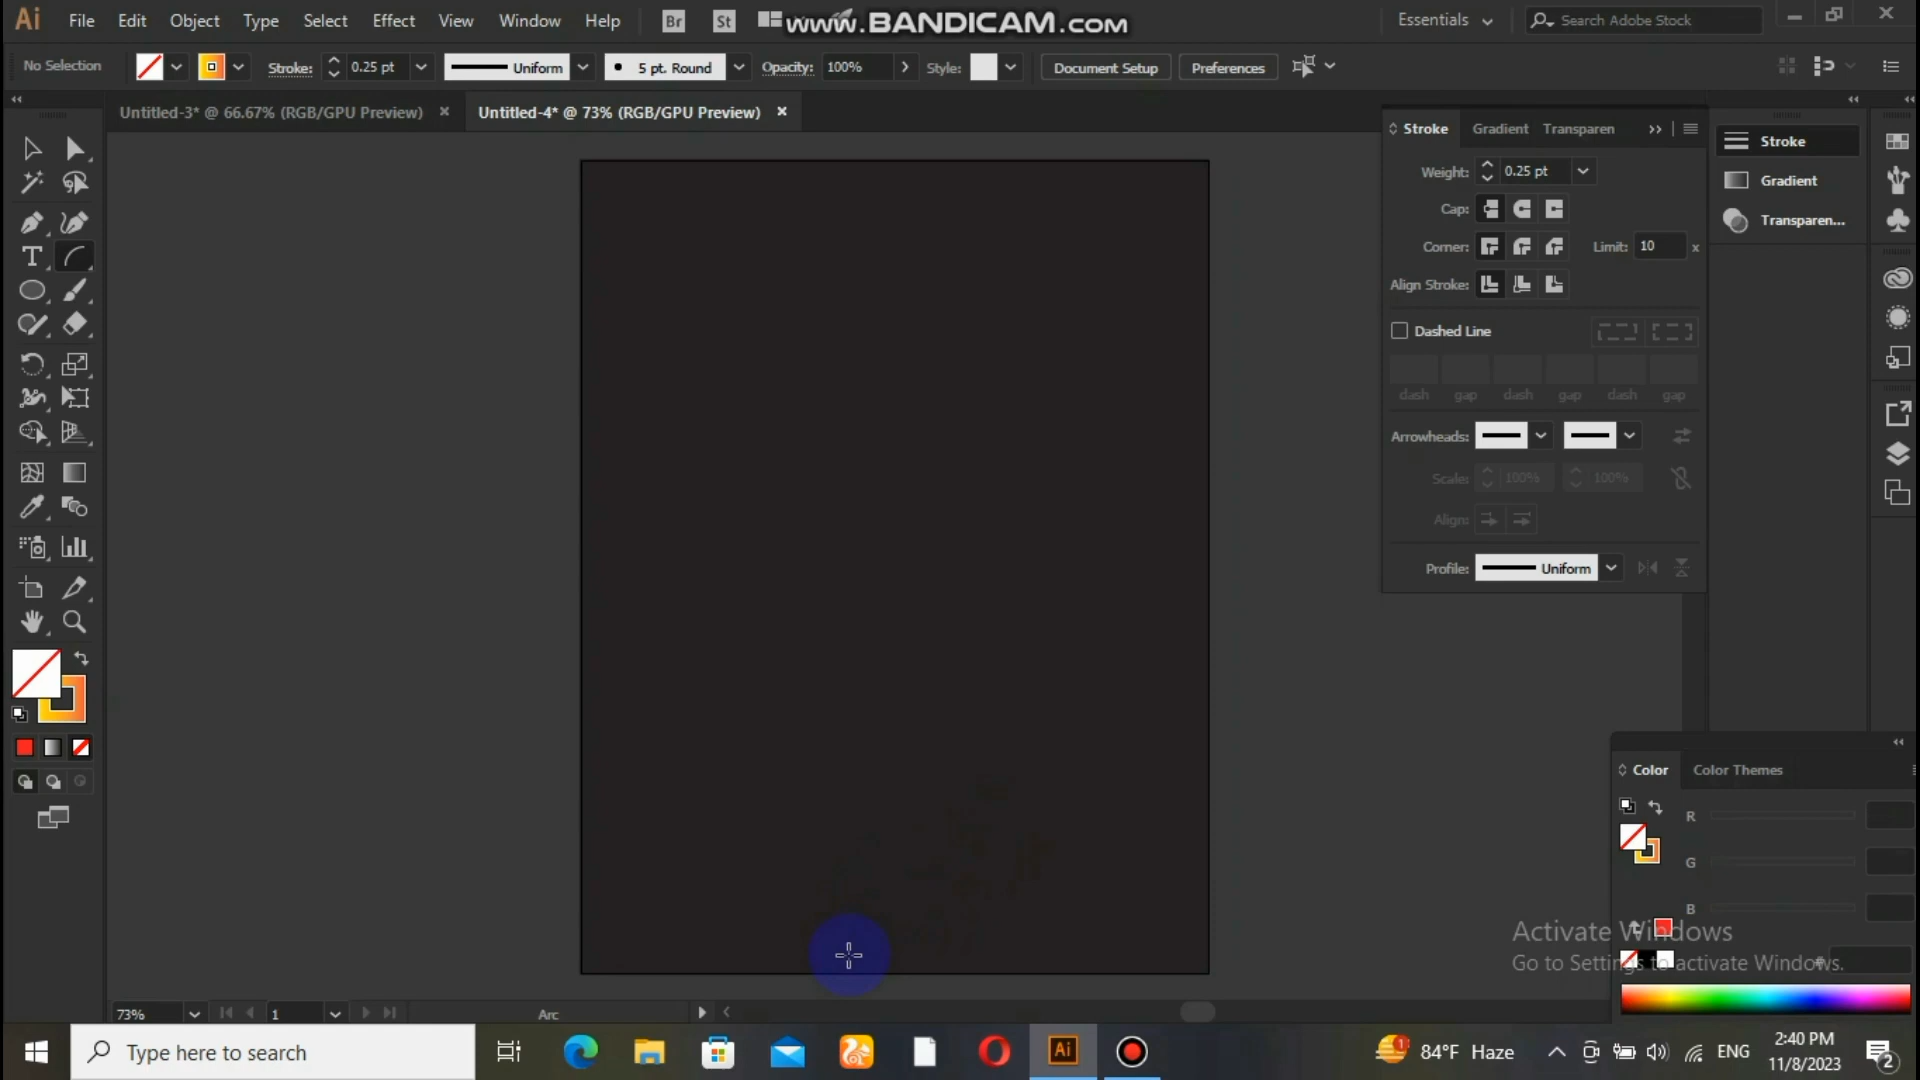 Ai File Edit Object Type Select Effect View Window Help Br St www.BANDICAM.com Essentials Search Adobe Stock
No Selection Stroke: 0.25 pt Uniform 5 pt. Round Opacity: 100% Style: Document Setup Preferences
Untitled-3* @ 66.67% (RGB/GPU Preview) × Untitled-4* @ 73% (RGB/GPU Preview) ×
Stroke Gradient Transparen
Weight: 0.25 pt
Cap:
Corner: Limit: 10 x
Align Stroke:
Dashed Line
dash gap dash gap dash gap
Arrowheads:
Scale: 100% 100%
Align:
Profile: Uniform
Stroke
Gradient
Transparen...
Color Color Themes
R
G
B
#
Activate Windows
Go to Settings to activate Windows.
73% 1 Arc
Type here to search
Ai
1
84°F Haze
ENG
2:40 PM
11/8/2023
2